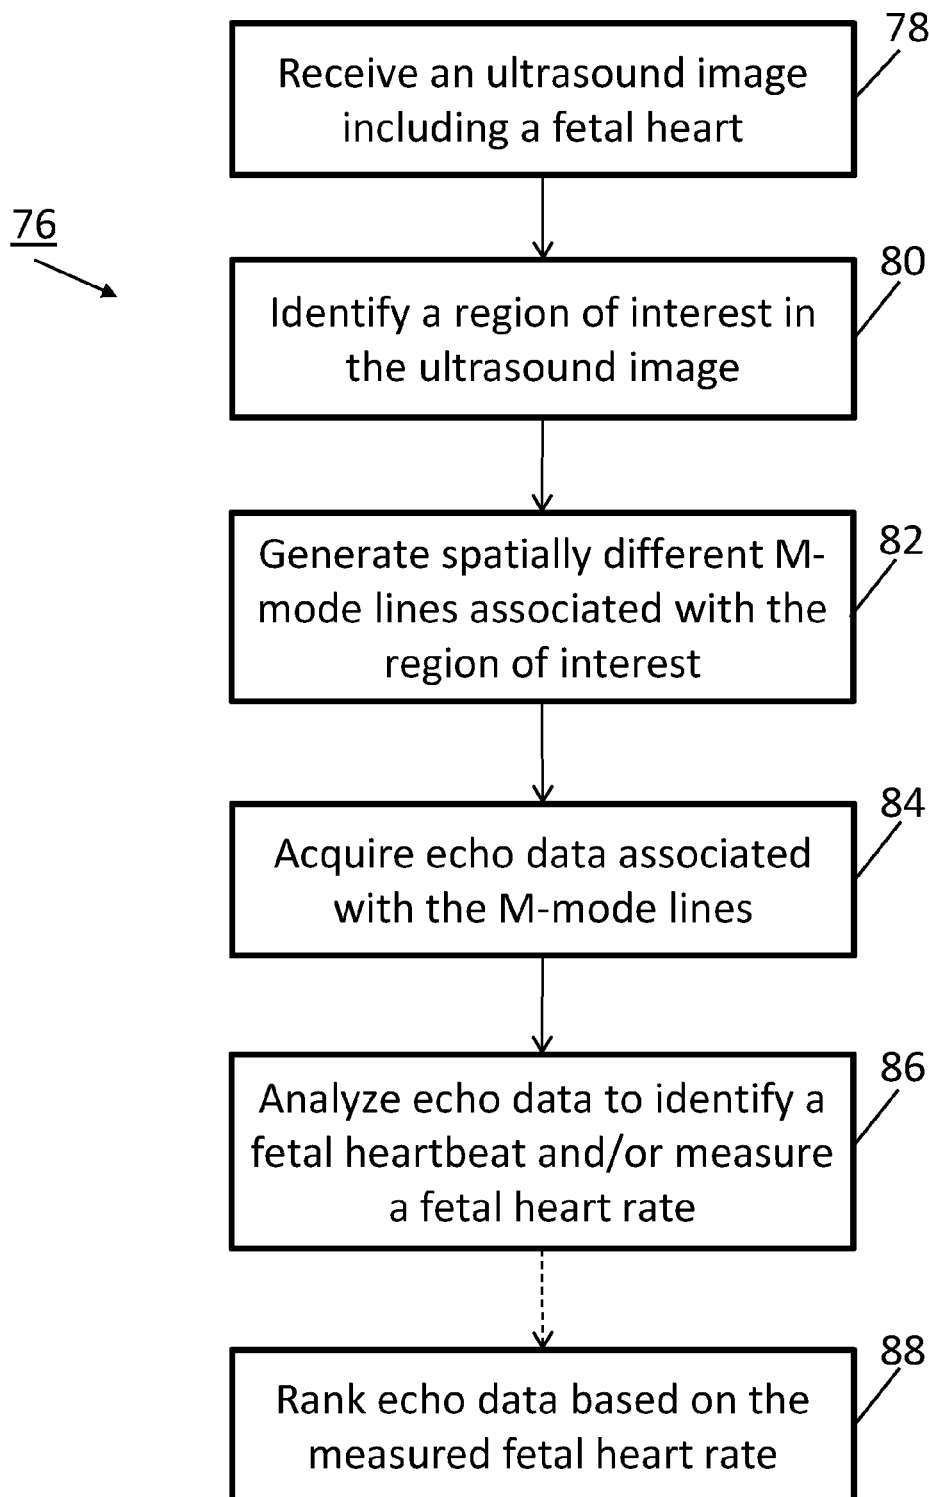 78
Receive an ultrasound image
including a fetal heart
76
80
Identify a region of interest in
the ultrasound image
82
Generate spatially different M-
mode lines associated with the
region of interest
84
Acquire echo data associated
with the M-mode lines
86
Analyze echo data to identify a
fetal heartbeat and/or measure
a fetal heart rate
88
Rank echo data based on the
measured fetal heart rate